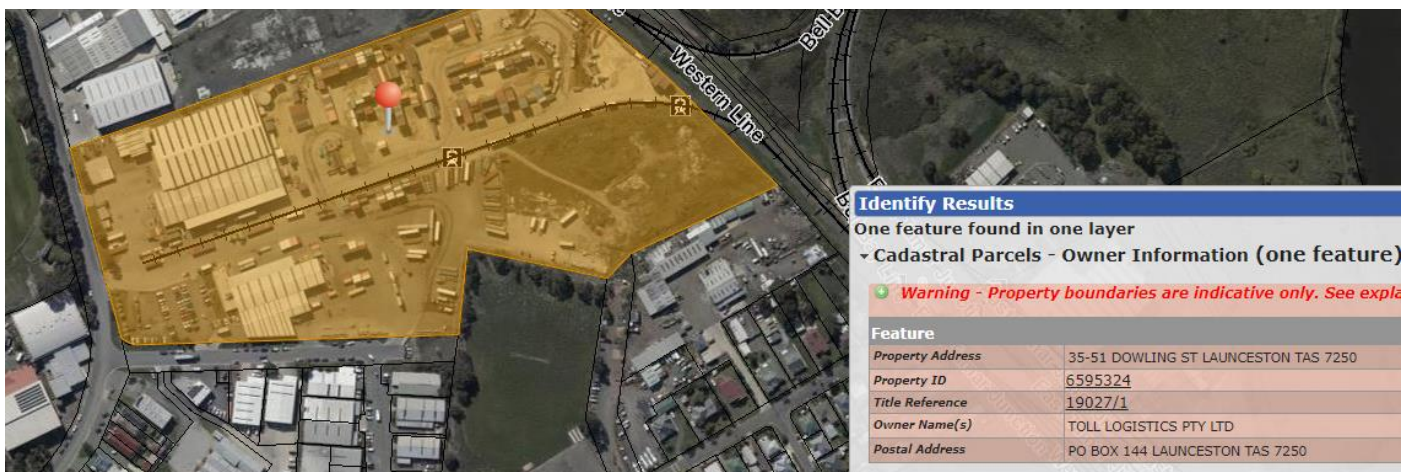 Western Line
Identify Results
One feature found in one layer
Cadastral Parcels - Owner Information (one feature)
Warning - Property boundaries are indicative only. See expla
Feature
Property Address 35-51 DOWLING ST LAUNCESTON TAS 7250
Property ID 6595324
Title Reference 19027/1
Owner Name(s) TOLL LOGISTICS PTY LTD
Postal Address PO BOX 144 LAUNCESTON TAS 7250